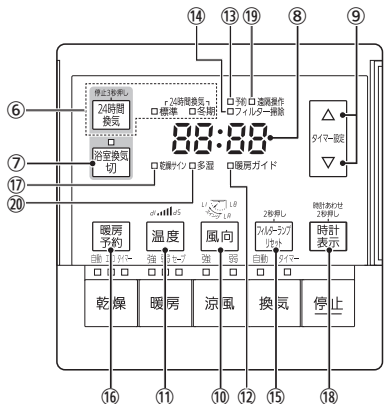 ⑭ ⑬ ⑲ ⑧ ⑨
停止3秒押し
24時間
換気
24時間換気
標準 冬期
予約 遠隔操作
フィルター掃除
⑥
88:88
タイマー設定
浴室換気
切
⑦
乾燥サイン 多湿 暖房ガイド
⑰
⑳
暖房
予約
温度
LI LB
LA
風向
2秒押し
フィルターランプ
リセット
時計あわせ
2秒押し
時計
表示
自動 エコ タイマー 強 弱 セーブ 強 弱 自動 タイマー
乾燥 暖房 涼風 換気 停止
⑯ ⑪ ⑩ ⑫ ⑮ ⑱